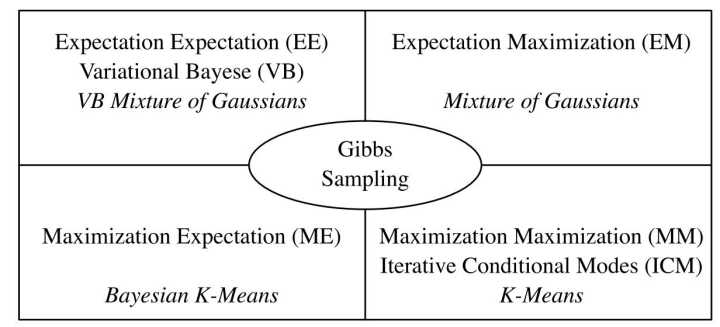 Expectation Expectation (EE)
Variational Bayese (VB)
VB Mixture of Gaussians
Expectation Maximization (EM)
Mixture of Gaussians
Gibbs
Sampling
Maximization Expectation (ME)
Bayesian K-Means
Maximization Maximization (MM)
Iterative Conditional Modes (ICM)
K-Means